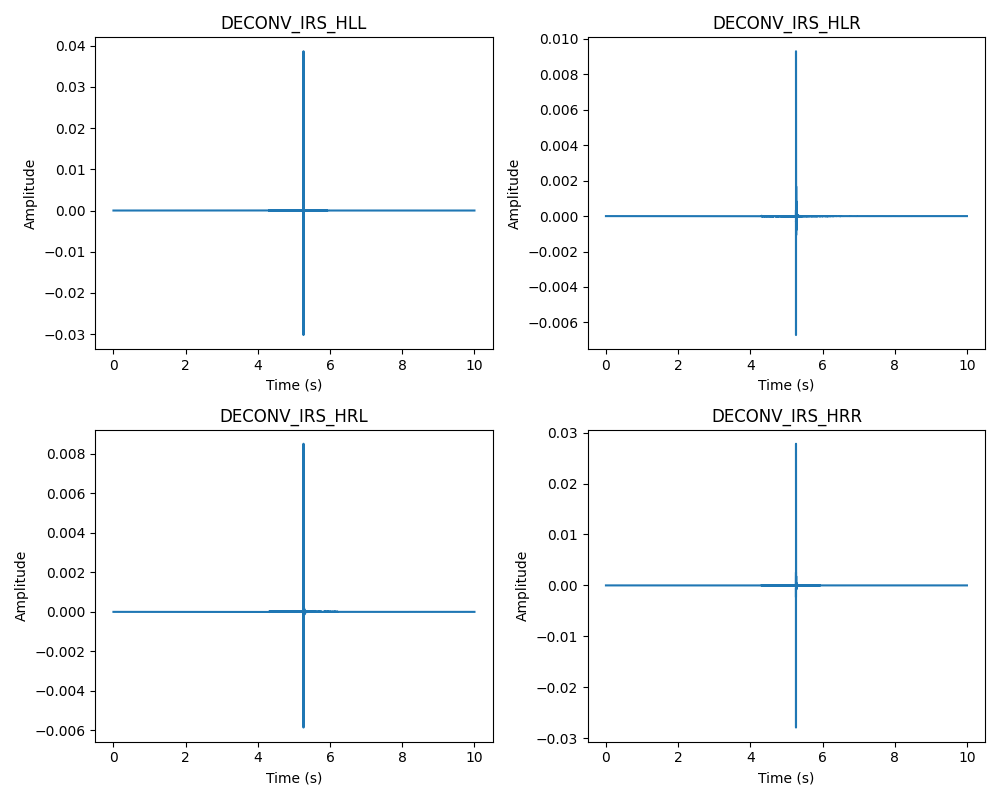 DECONV_IRS_HLL
0.04
0.03
0.02
0.01
0.00
−0.01
−0.02
−0.03
Amplitude
0 2 4 6 8 10
Time (s)
DECONV_IRS_HLR
0.010
0.008
0.006
0.004
0.002
0.000
−0.002
−0.004
−0.006
Amplitude
0 2 4 6 8 10
Time (s)
DECONV_IRS_HRL
0.008
0.006
0.004
0.002
0.000
−0.002
−0.004
−0.006
Amplitude
0 2 4 6 8 10
Time (s)
DECONV_IRS_HRR
0.03
0.02
0.01
0.00
−0.01
−0.02
−0.03
Amplitude
0 2 4 6 8 10
Time (s)